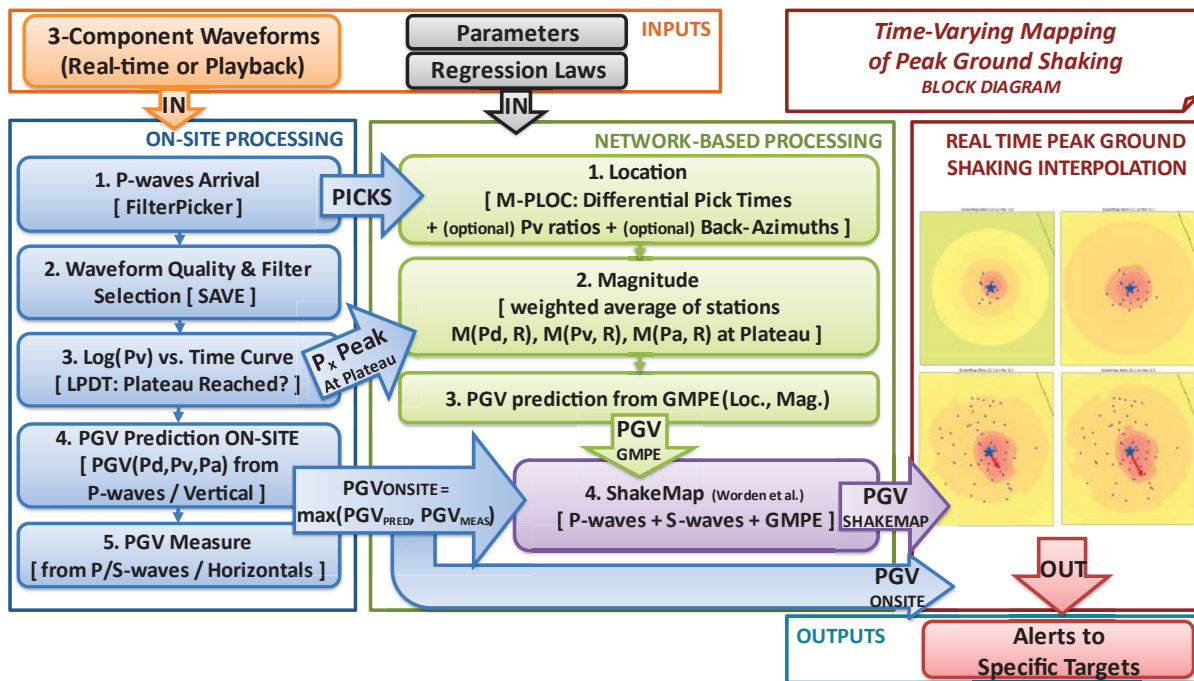 3-Component Waveforms
(Real-time or Playback)
IN
Parameters
Regression Laws
IN
INPUTS
Time-Varying Mapping
of Peak Ground Shaking
BLOCK DIAGRAM
ON-SITE PROCESSING
1. P-waves Arrival
[ FilterPicker ]
2. Waveform Quality & Filter
Selection [ SAVE ]
3. Log(Pv) vs. Time Curve
[ LPDT: Plateau Reached? ]
4. PGV Prediction ON-SITE
[ PGV(Pd,Pv,Pa) from
P-waves / Vertical ]
5. PGV Measure
[ from P/S-waves / Horizontals ]
PICKS
Px Peak
At Plateau
PGVONSITE =
max(PGVPRED, PGVMEAS)
NETWORK-BASED PROCESSING
1. Location
[ M-PLOC: Differential Pick Times
+ (optional) Pv ratios + (optional) Back-Azimuths ]
2. Magnitude
[ weighted average of stations
M(Pd, R), M(Pv, R), M(Pa, R) at Plateau ]
3. PGV prediction from GMPE(Loc., Mag.)
PGV
GMPE
4. ShakeMap (Worden et al.)
[ P-waves + S-waves + GMPE ]
PGV
SHAKEMAP
PGV
ONSITE
REAL TIME PEAK GROUND
SHAKING INTERPOLATION
OUT
OUTPUTS
Alerts to
Specific Targets